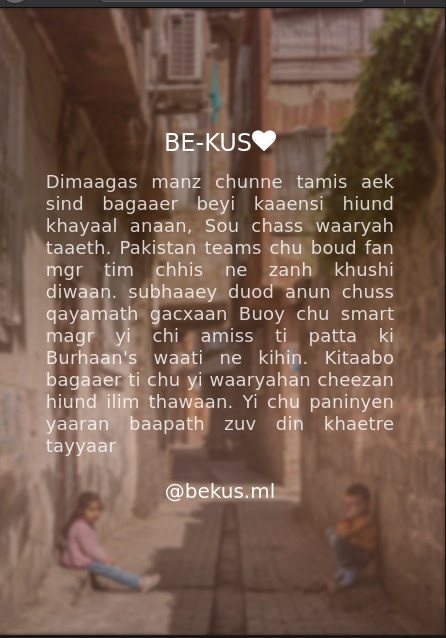 BE-KUS♥
Dimaagas manz chunne tamis aek
sind bagaaer beyi kaaensi hiund
khayaal anaan, Sou chass waaryah
taaeth. Pakistan teams chu boud fan
mgr tim chhis ne zanh khushi
diwaan. subhaaey duod anun chuss
qayamath gacxaan Buoy chu smart
magr yi chi amiss ti patta ki
Burhaan's waati ne kihin. Kitaabo
bagaaer ti chu yi waaryahan cheezan
hiund ilim thawaan. Yi chu paninyen
yaaran baapath zuv din khaetre
tayyaar
@bekus.ml